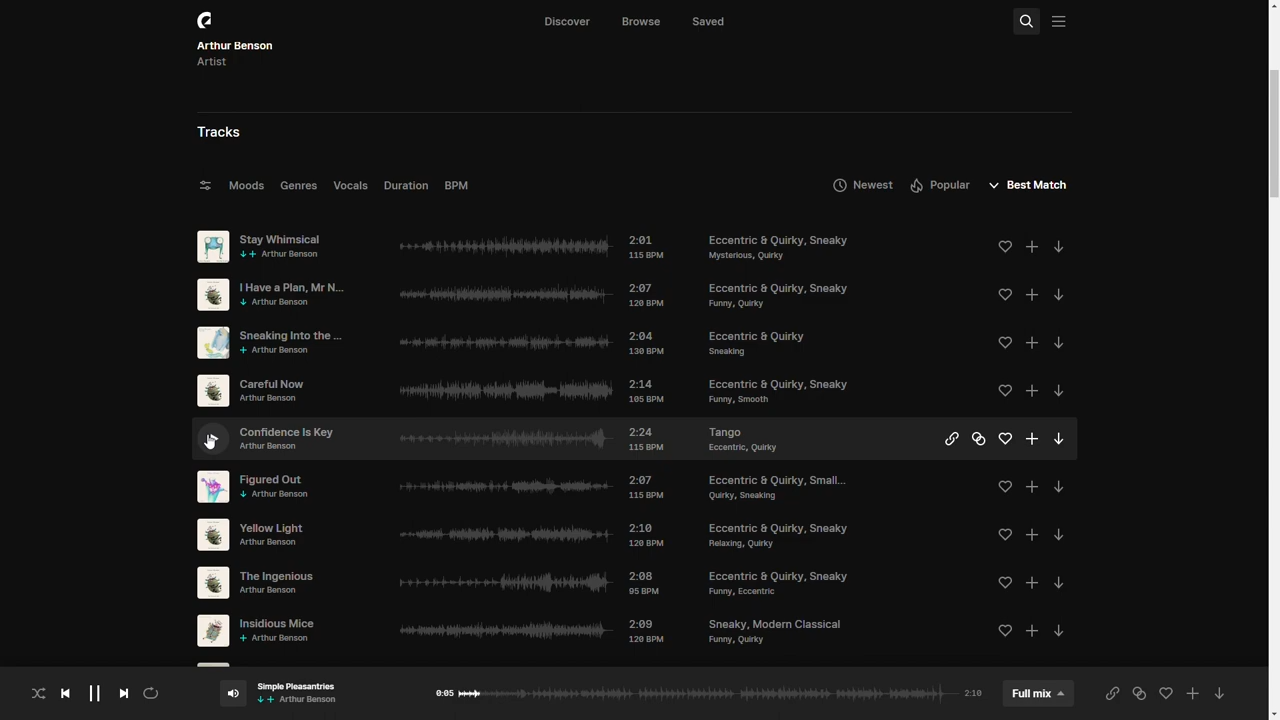 Discover Browse Saved
Arthur Benson
Artist
Tracks
Moods Genres Vocals Duration BPM Newest Popular Best Match
Stay Whimsical 2:01 Eccentric & Quirky, Sneaky
Arthur Benson 115 BPM Mysterious, Quirky
I Have a Plan, Mr N... 2:07 Eccentric & Quirky, Sneaky
Arthur Benson 120 BPM Funny, Quirky
Sneaking Into the ... 2:04 Eccentric & Quirky
Arthur Benson 130 BPM Sneaking
Careful Now 2:14 Eccentric & Quirky, Sneaky
Arthur Benson 105 BPM Funny, Smooth
Confidence Is Key 2:24 Tango
Arthur Benson 115 BPM Eccentric, Quirky
Figured Out 2:07 Eccentric & Quirky, Small...
Arthur Benson 115 BPM Quirky, Sneaking
Yellow Light 2:10 Eccentric & Quirky, Sneaky
Arthur Benson 120 BPM Relaxing, Quirky
The Ingenious 2:08 Eccentric & Quirky, Sneaky
Arthur Benson 95 BPM Funny, Eccentric
Insidious Mice 2:09 Sneaky, Modern Classical
Arthur Benson 120 BPM Funny, Quirky
Simple Pleasantries 0:05 2:10 Full mix
Arthur Benson